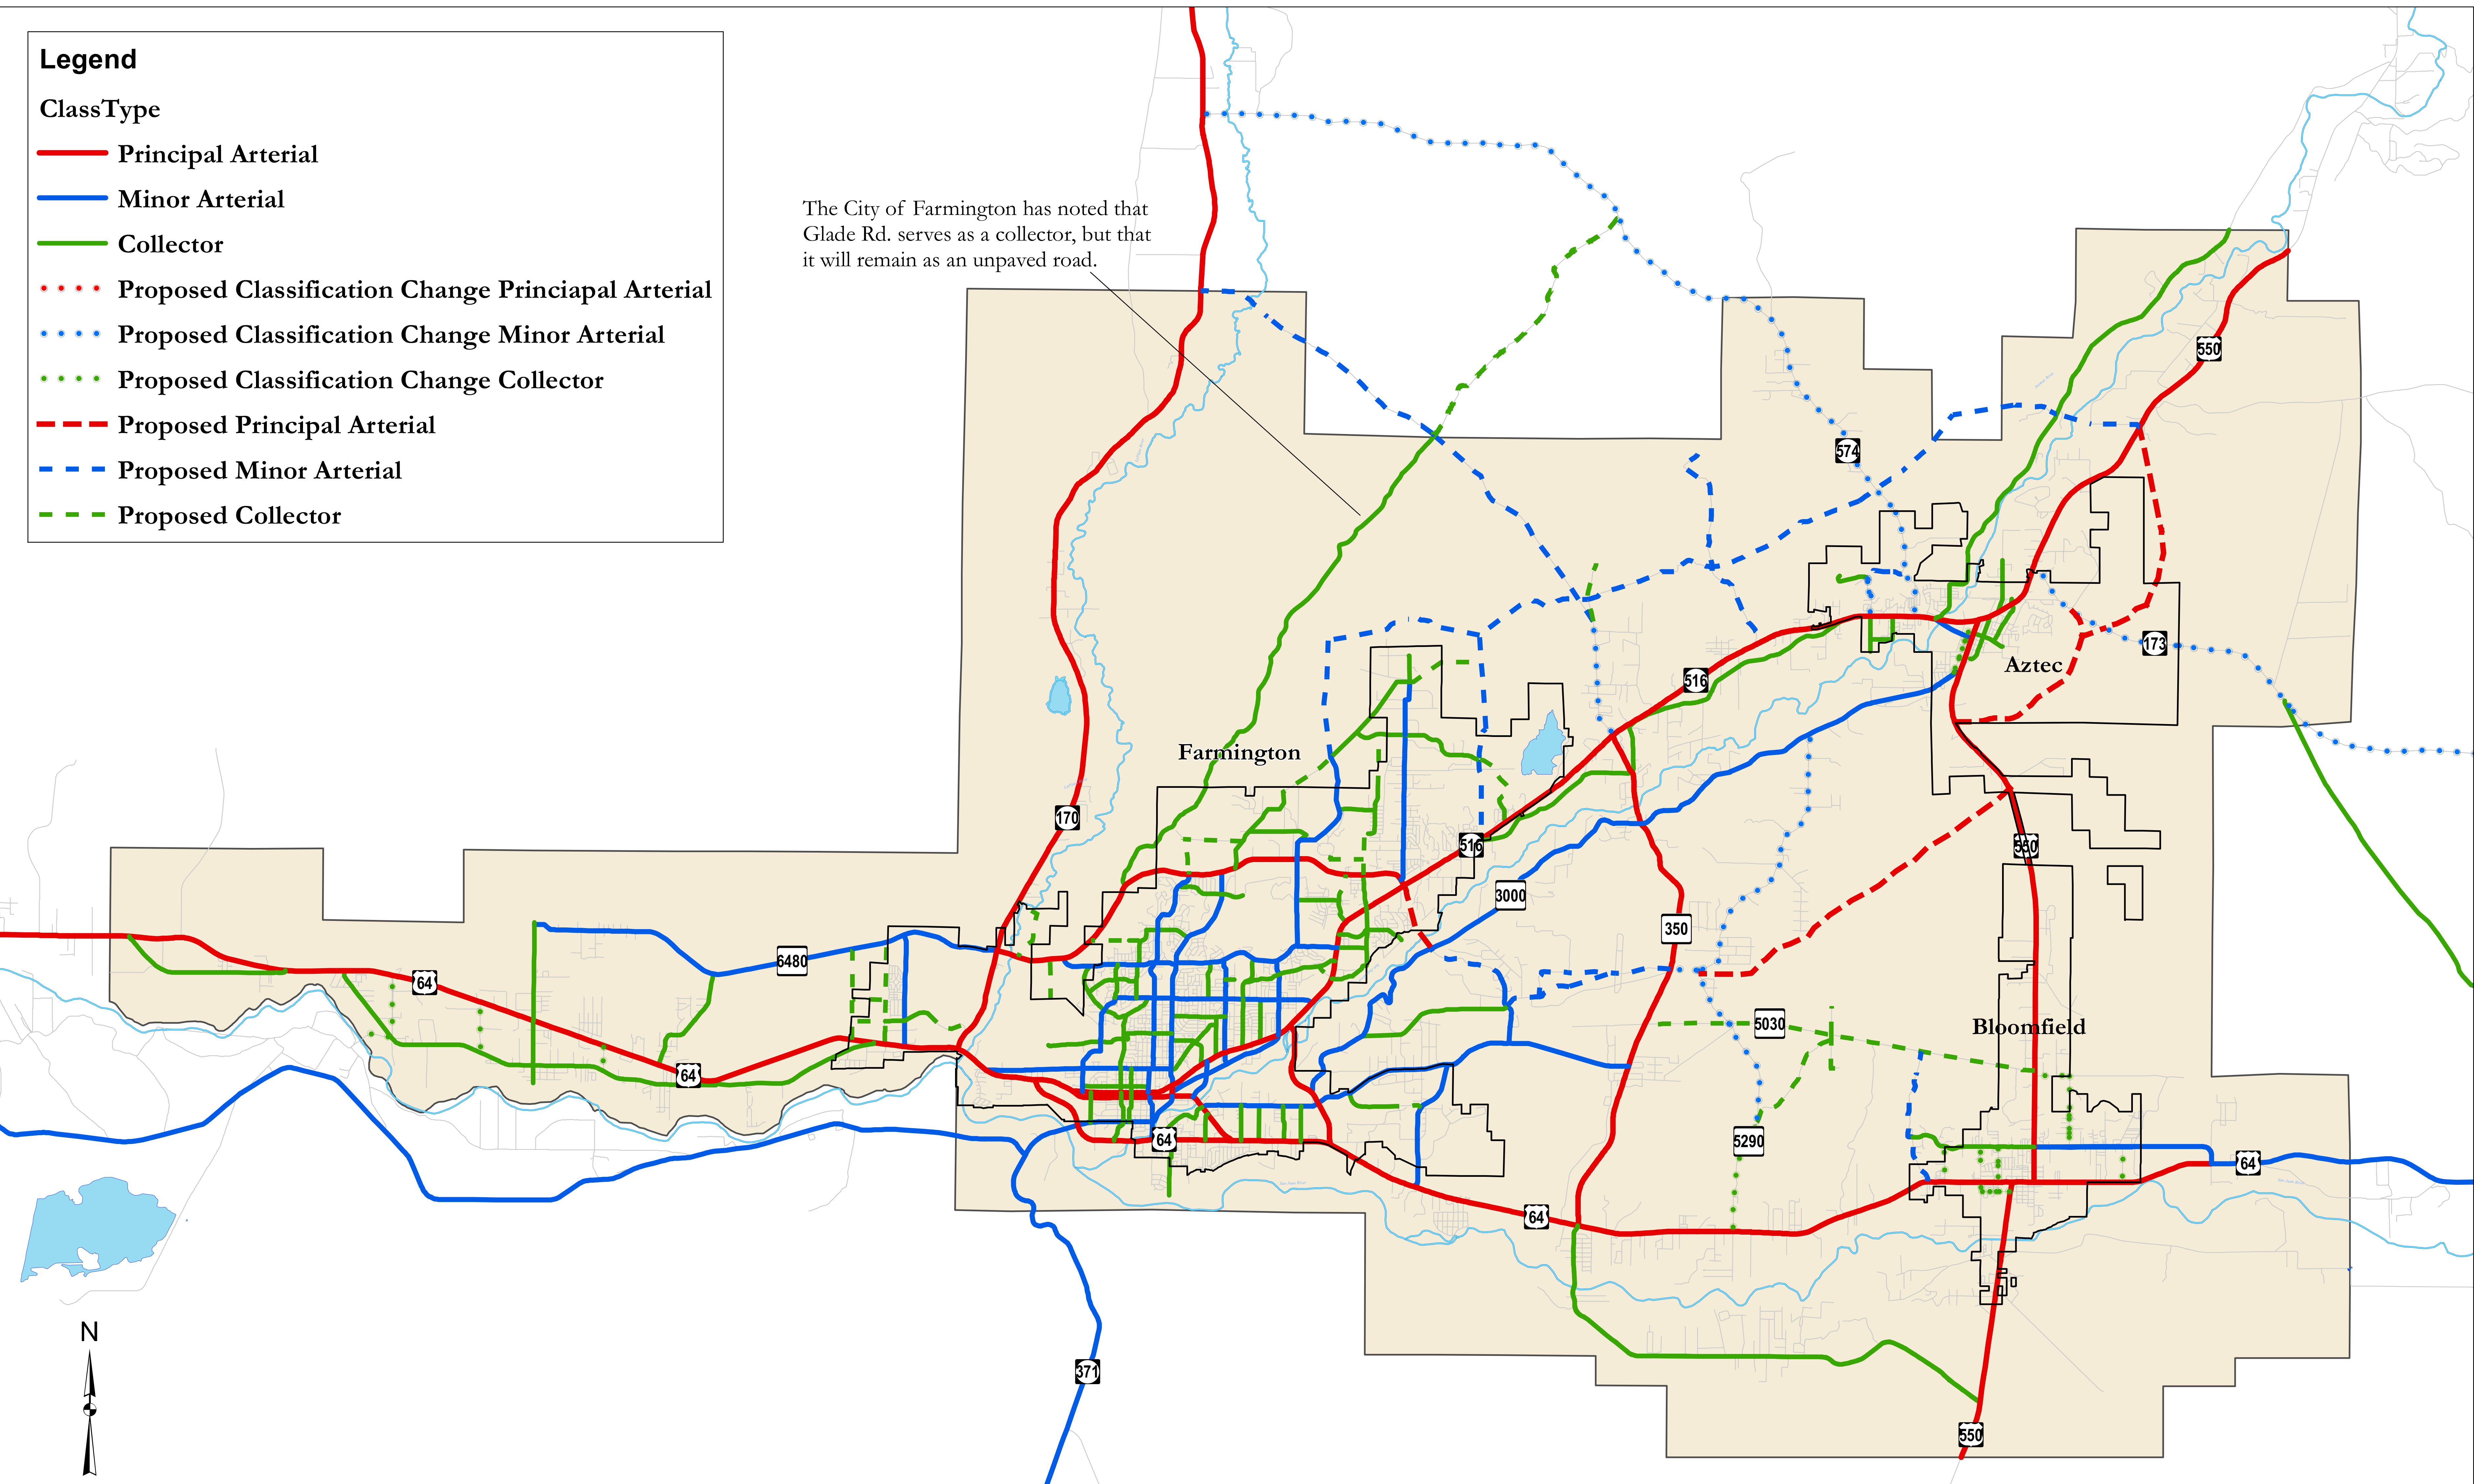 Legend
ClassType
Principal Arterial
Minor Arterial
Collector
Proposed Classification Change Princiapal Arterial
Proposed Classification Change Minor Arterial
Proposed Classification Change Collector
Proposed Principal Arterial
Proposed Minor Arterial
Proposed Collector
The City of Farmington has noted that
Glade Rd. serves as a collector, but that
it will remain as an unpaved road.
550
574
173
Aztec
516
Farmington
170
516
550
3000
350
6480
64
5030
Bloomfield
64
5290
64
64
64
371
550
N